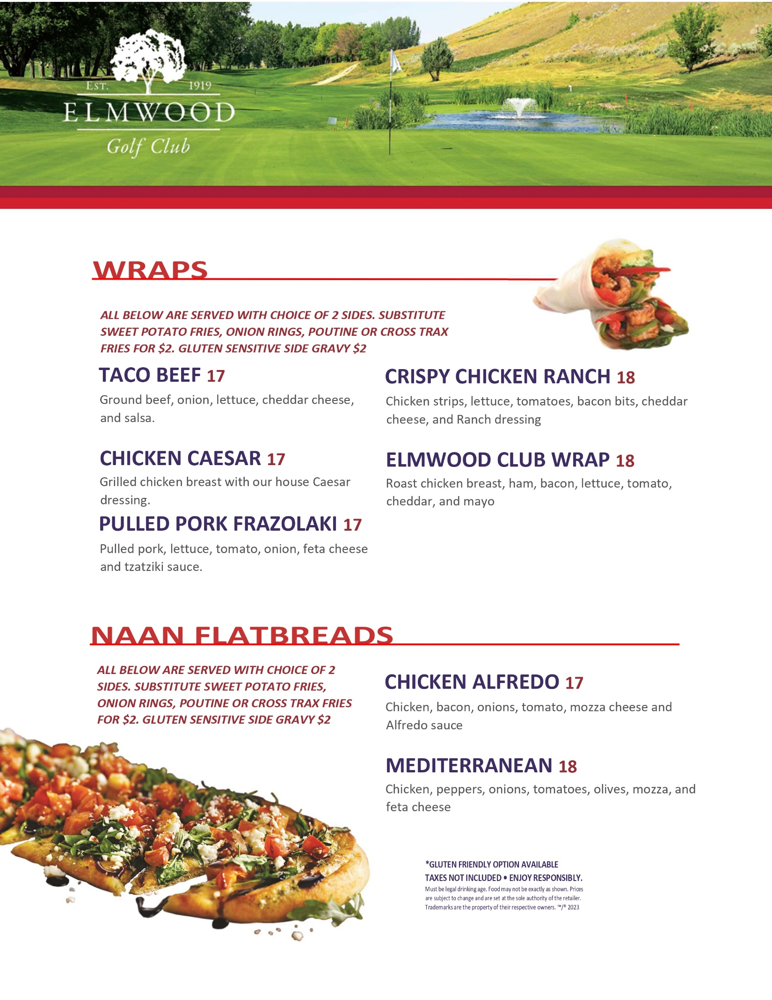 EST. 1919
ELMWOOD
Golf Club
WRAPS
ALL BELOW ARE SERVED WITH CHOICE OF 2 SIDES. SUBSTITUTE
SWEET POTATO FRIES, ONION RINGS, POUTINE OR CROSS TRAX
FRIES FOR $2. GLUTEN SENSITIVE SIDE GRAVY $2
TACO BEEF 17
Ground beef, onion, lettuce, cheddar cheese,
and salsa.
CHICKEN CAESAR 17
Grilled chicken breast with our house Caesar
dressing.
PULLED PORK FRAZOLAKI 17
Pulled pork, lettuce, tomato, onion, feta cheese
and tzatziki sauce.
CRISPY CHICKEN RANCH 18
Chicken strips, lettuce, tomatoes, bacon bits, cheddar
cheese, and Ranch dressing
ELMWOOD CLUB WRAP 18
Roast chicken breast, ham, bacon, lettuce, tomato,
cheddar, and mayo
NAAN FLATBREADS
ALL BELOW ARE SERVED WITH CHOICE OF 2
SIDES. SUBSTITUTE SWEET POTATO FRIES,
ONION RINGS, POUTINE OR CROSS TRAX FRIES
FOR $2. GLUTEN SENSITIVE SIDE GRAVY $2
CHICKEN ALFREDO 17
Chicken, bacon, onions, tomato, mozza cheese and
Alfredo sauce
MEDITERRANEAN 18
Chicken, peppers, onions, tomatoes, olives, mozza, and
feta cheese
*GLUTEN FRIENDLY OPTION AVAILABLE
TAXES NOT INCLUDED • ENJOY RESPONSIBLY.
Must be legal drinking age. Food may not be exactly as shown. Prices
are subject to change and are set at the sole authority of the retailer.
Trademarks are the property of their respective owners. ™/® 2023